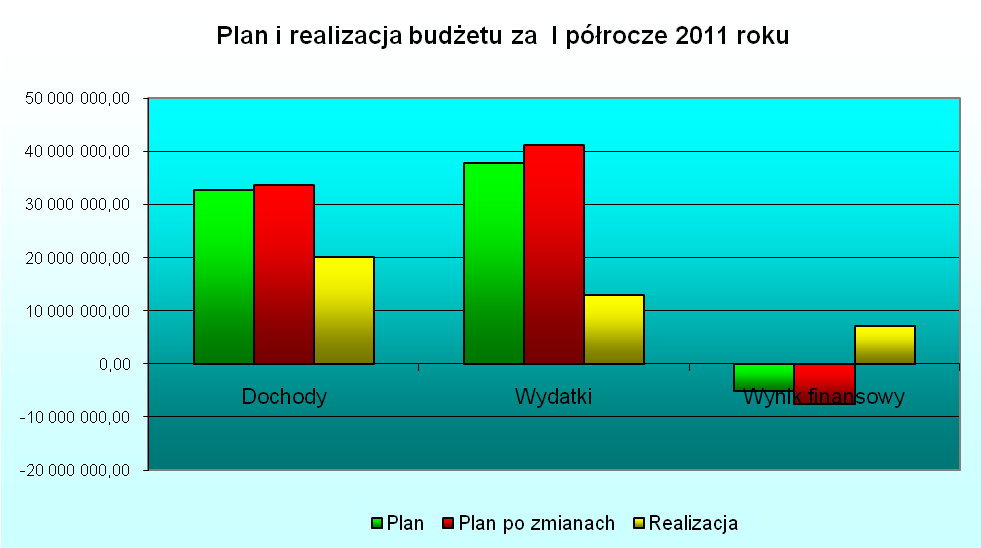 Plan i realizacja budżetu za  I półrocze 2011 roku
50 000 000,00
40 000 000,00
30 000 000,00
20 000 000,00
10 000 000,00
0,00
-10 000 000,00
-20 000 000,00
Dochody Wydatki Wynik finansowy
Plan Plan po zmianach Realizacja